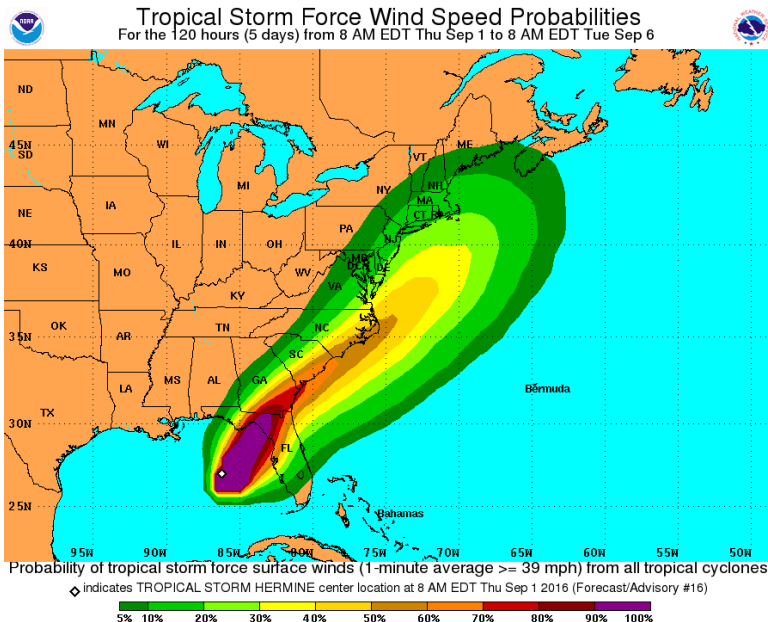 Tropical Storm Force Wind Speed Probabilities
For the 120 hours (5 days) from 8 AM EDT Thu Sep 1 to 8 AM EDT Tue Sep 6
NOAA
ND
MN
ME
45N
WI
VT
SD
MI
NH
NY
MA
NE
IA
CT
PA
NJ
40N
IL
IN
OH
MD
DE
KS
MO
WV
VA
KY
OK
TN
NC
35N
AR
SC
MS
AL
GA
LA
Bermuda
TX
30N
FL
25N
Bahamas
95W 90W 85W 80W 75W 70W 65W 60W 55W 50W
Probability of tropical storm force surface winds (1-minute average >= 39 mph) from all tropical cyclones
indicates TROPICAL STORM HERMINE center location at 8 AM EDT Thu Sep 1 2016 (Forecast/Advisory #16)
5% 10% 20% 30% 40% 50% 60% 70% 80% 90% 100%